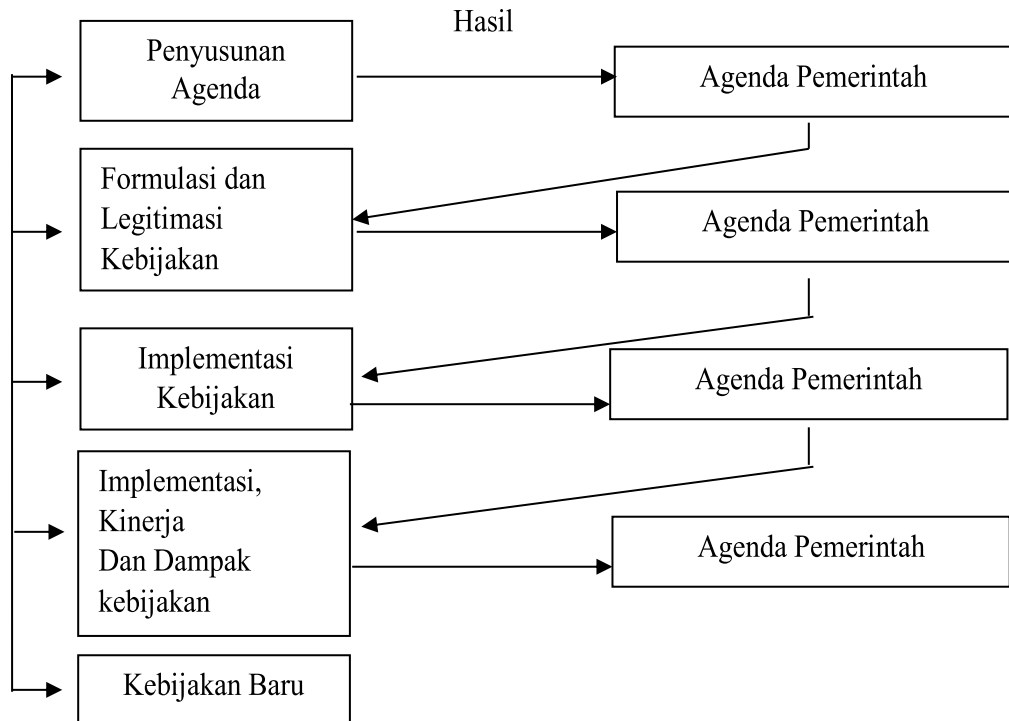 Hasil
Penyusunan
Agenda
Agenda Pemerintah
Formulasi dan
Legitimasi
Kebijakan
Agenda Pemerintah
Implementasi
Kebijakan
Agenda Pemerintah
Implementasi,
Kinerja
Dan Dampak
kebijakan
Agenda Pemerintah
Kebijakan Baru